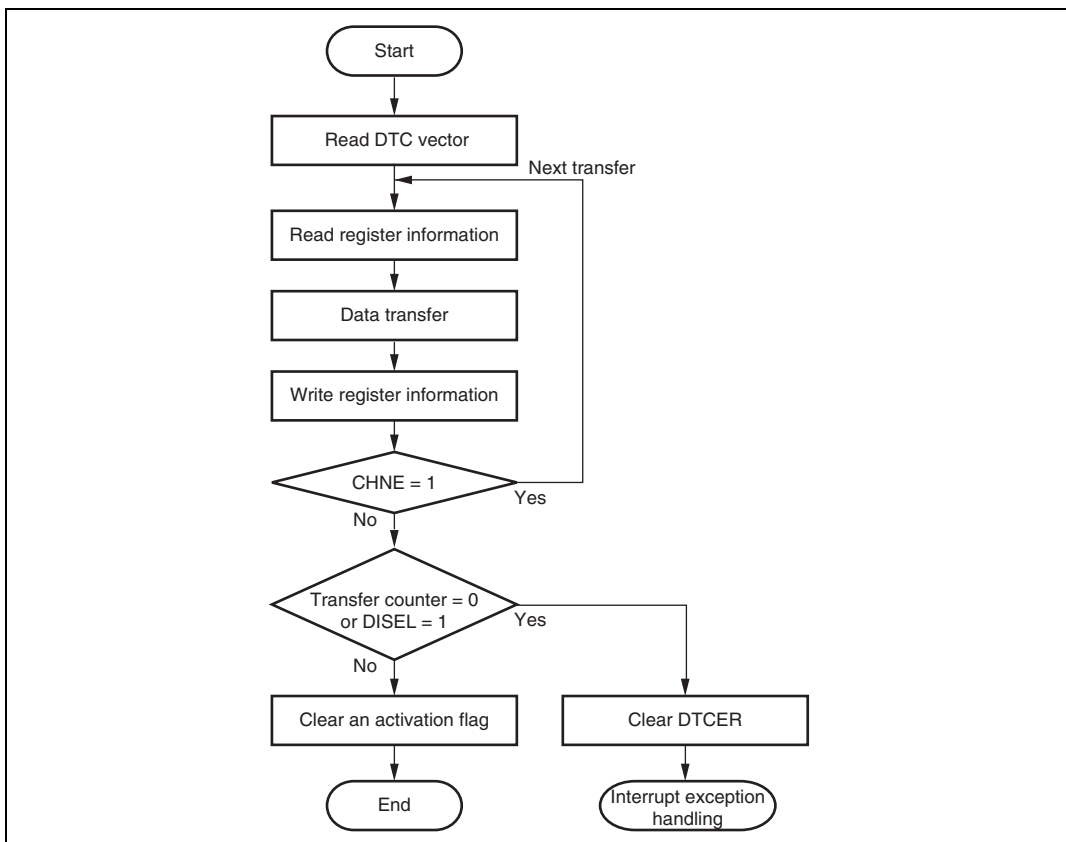 Start
Read DTC vector
Next transfer
Read register information
Data transfer
Write register information
CHNE = 1
Yes
No
Transfer counter = 0
or DISEL = 1
Yes
No
Clear an activation flag
Clear DTCER
End
Interrupt exception
handling